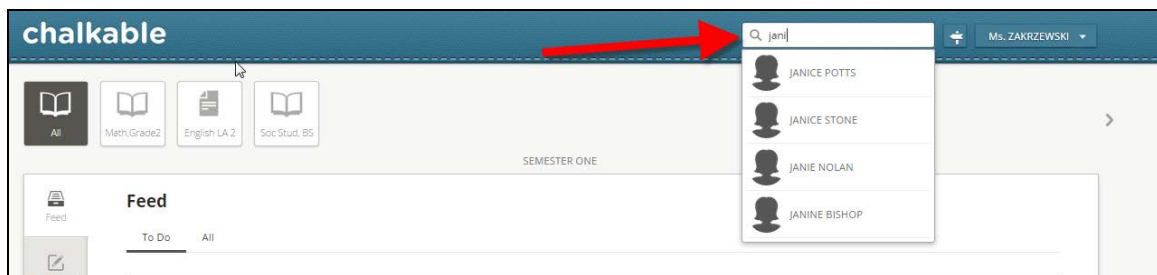 chalkable
jani
Ms. ZAKRZEWSKI
JANICE POTTS
JANICE STONE
JANIE NOLAN
JANINE BISHOP
All
Math,Grade2
English LA 2
Soc Stud, BS
SEMESTER ONE
Feed
Feed
To Do All